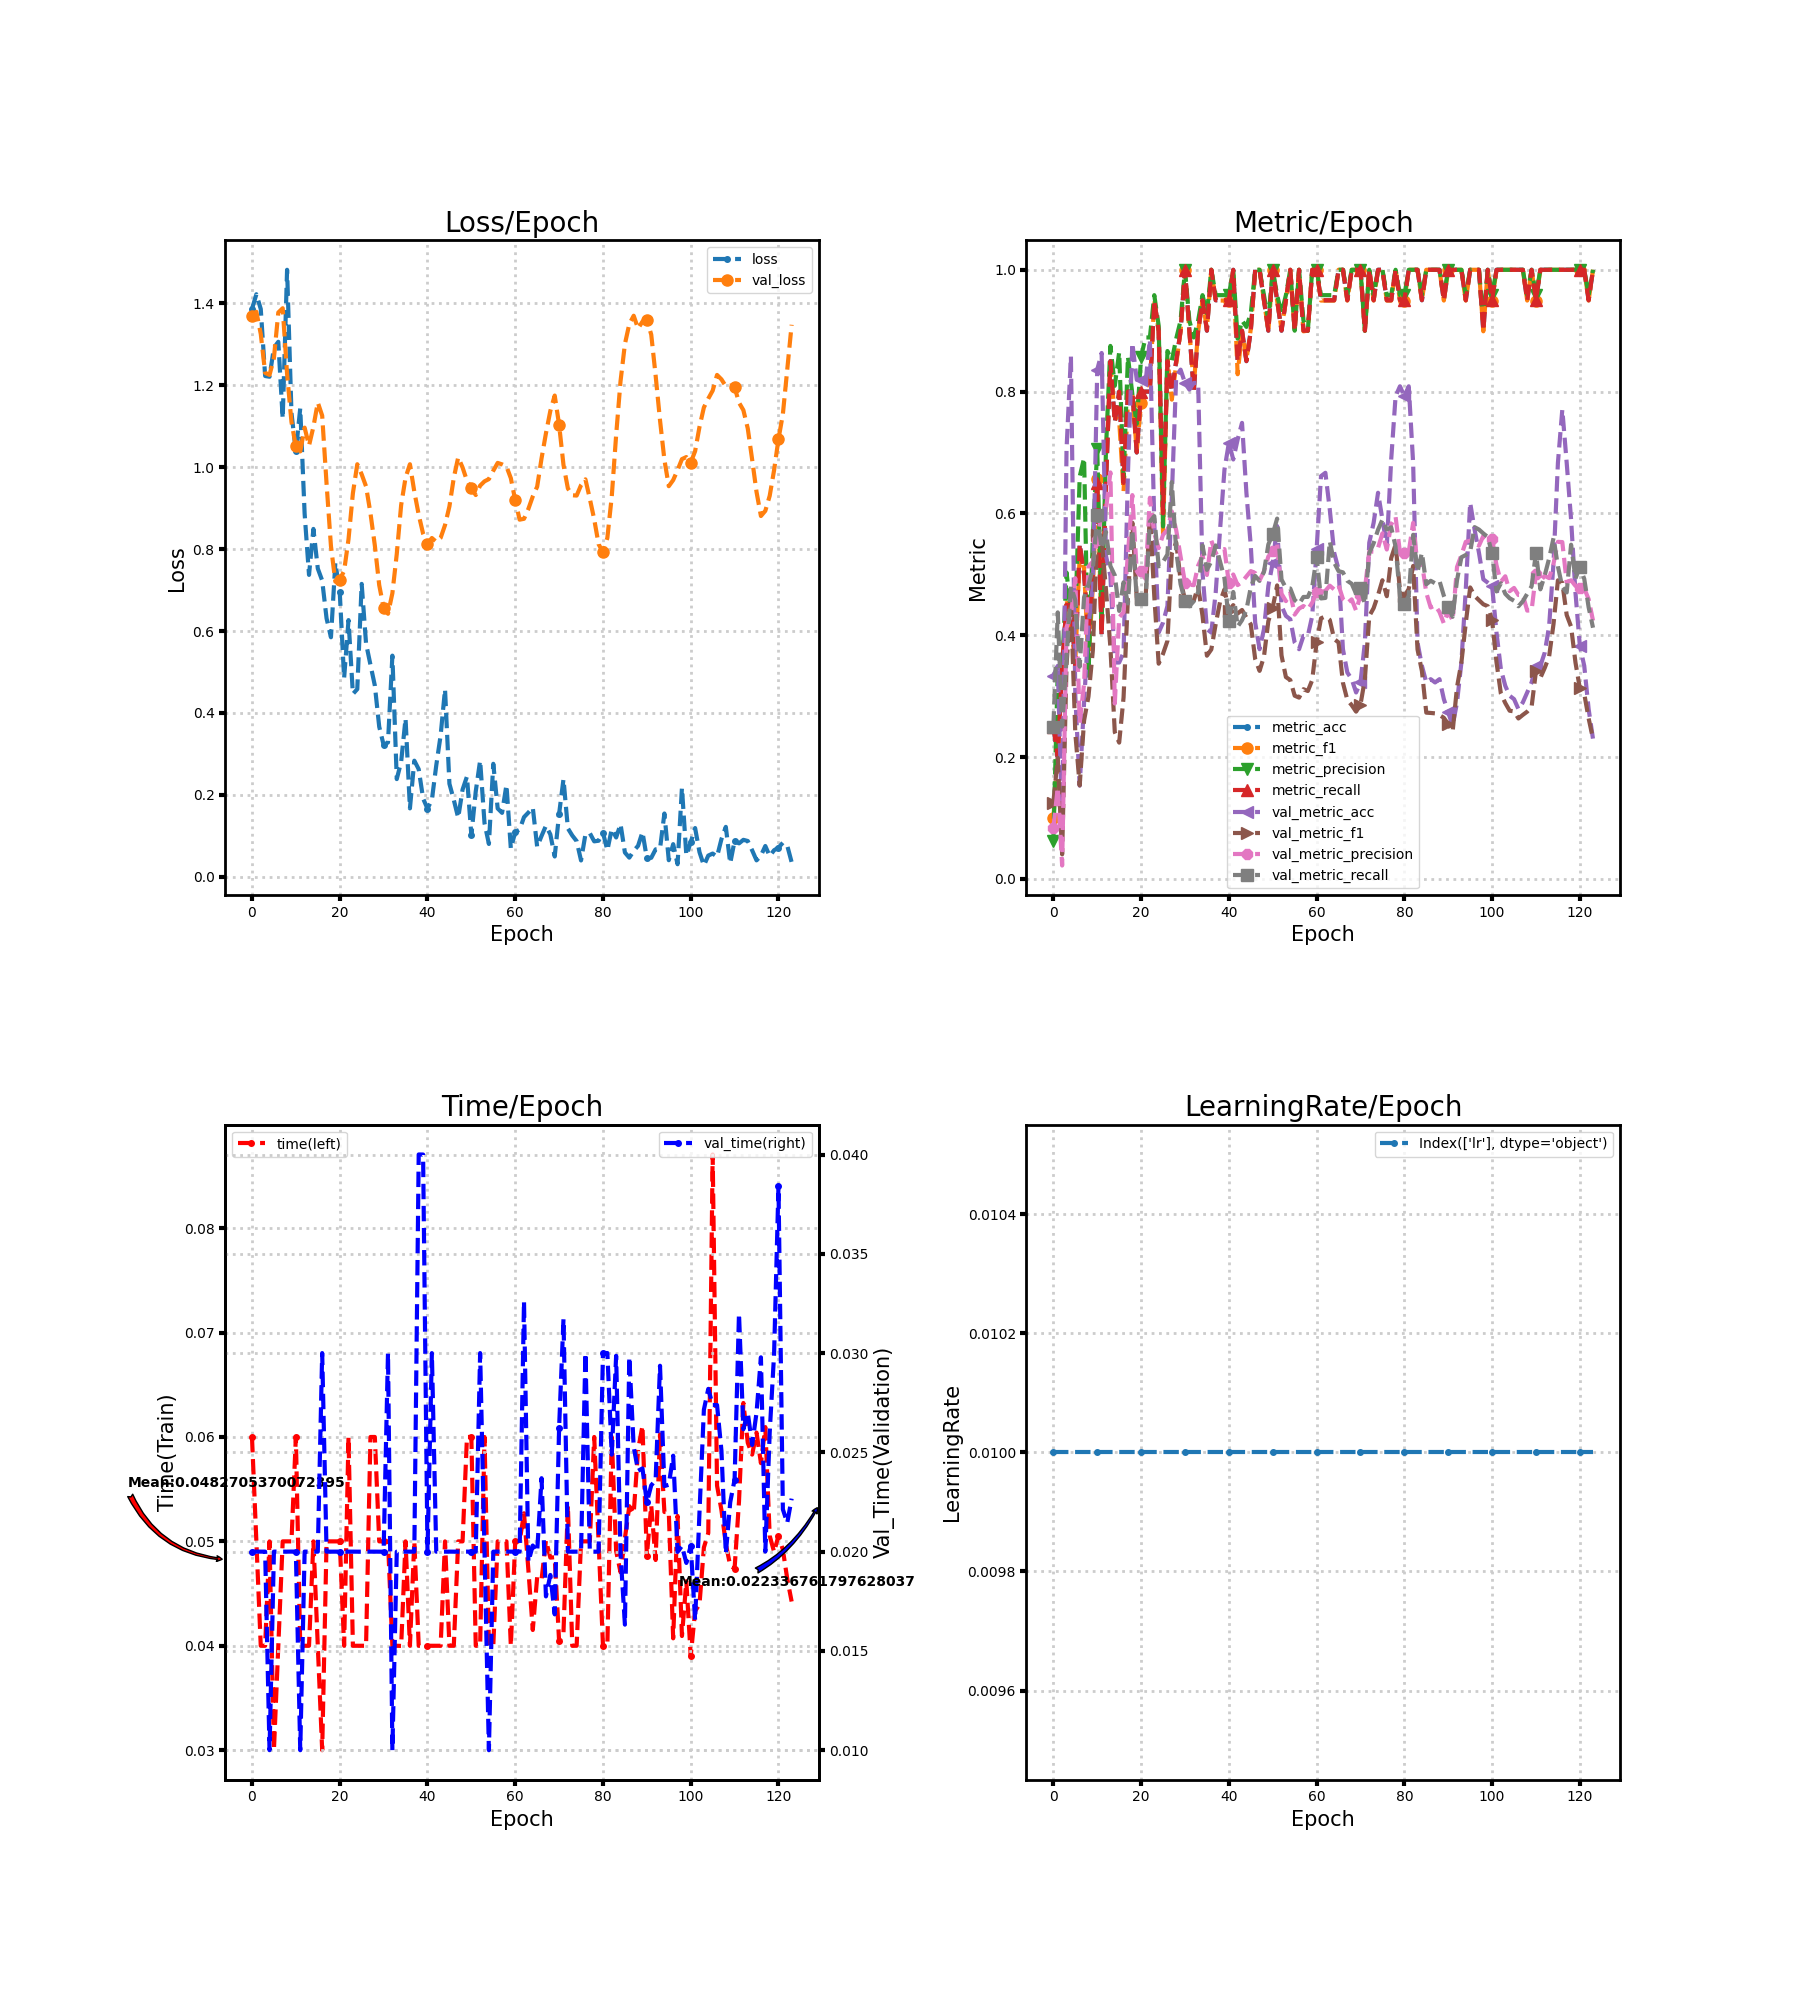 Loss/Epoch
loss
val_loss
1.4
1.2
1.0
0.8
0.6
0.4
0.2
0.0
Loss
0 20 40 60 80 100 120
Epoch
Metric/Epoch
1.0
0.8
0.6
0.4
0.2
0.0
Metric
metric_acc
metric_f1
metric_precision
metric_recall
val_metric_acc
val_metric_f1
val_metric_precision
val_metric_recall
0 20 40 60 80 100 120
Epoch
Time/Epoch
time(left)
val_time(right)
0.08
0.07
0.06
0.05
0.04
0.03
Time(Train)
Mean:0.0482705370072395
0.040
0.035
0.030
0.025
0.020
0.015
0.010
Val_Time(Validation)
Mean:0.022336761797628037
0 20 40 60 80 100 120
Epoch
LearningRate/Epoch
Index(['lr'], dtype='object')
0.0104
0.0102
0.0100
0.0098
0.0096
LearningRate
0 20 40 60 80 100 120
Epoch